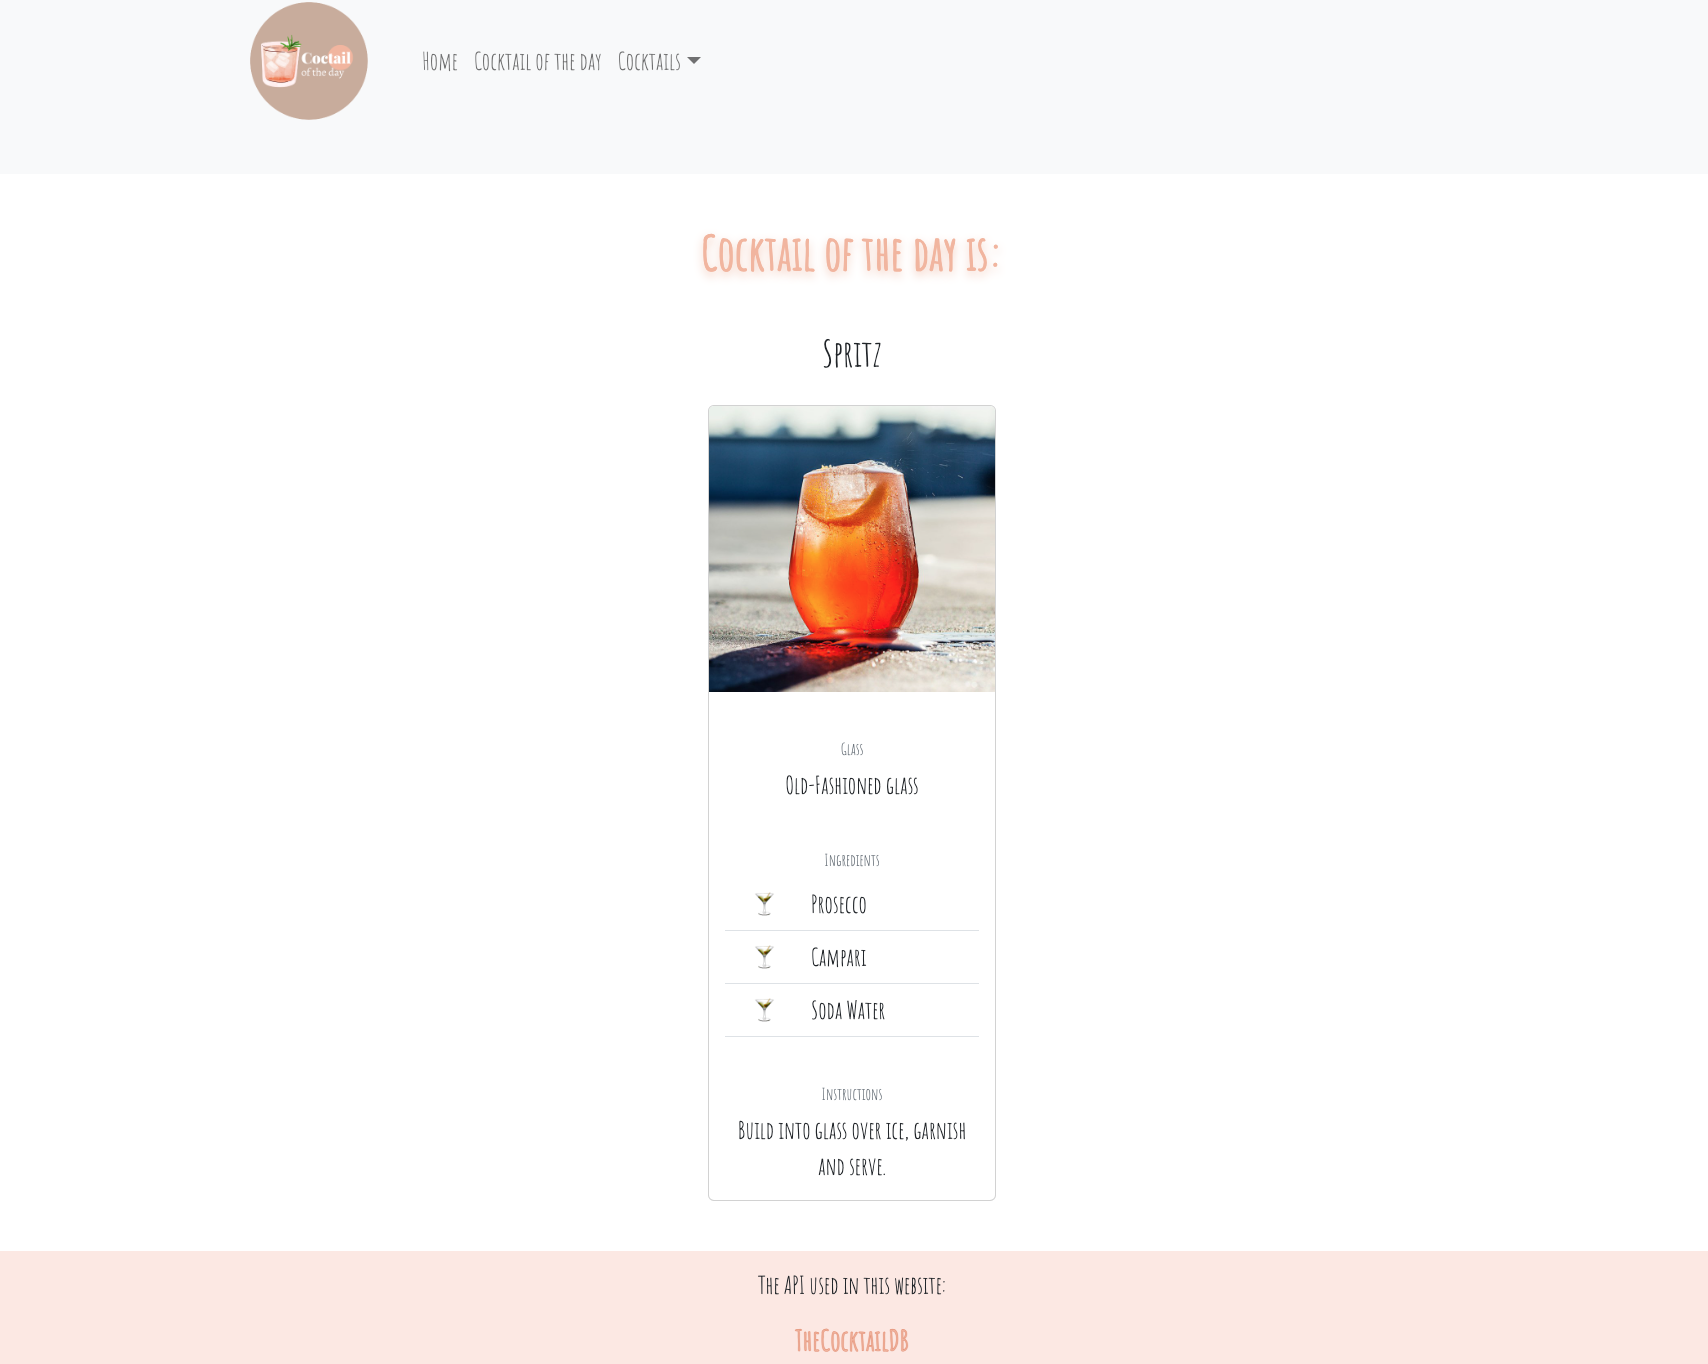 Coctail
of the day
Home
Cocktail of the day
Cocktails
Cocktail of the day is:
Spritz
Glass
Old-Fashioned glass
Ingredients
Prosecco
Campari
Soda Water
Instructions
Build into glass over ice, garnish
and serve.
The API used in this website:
TheCocktailDB